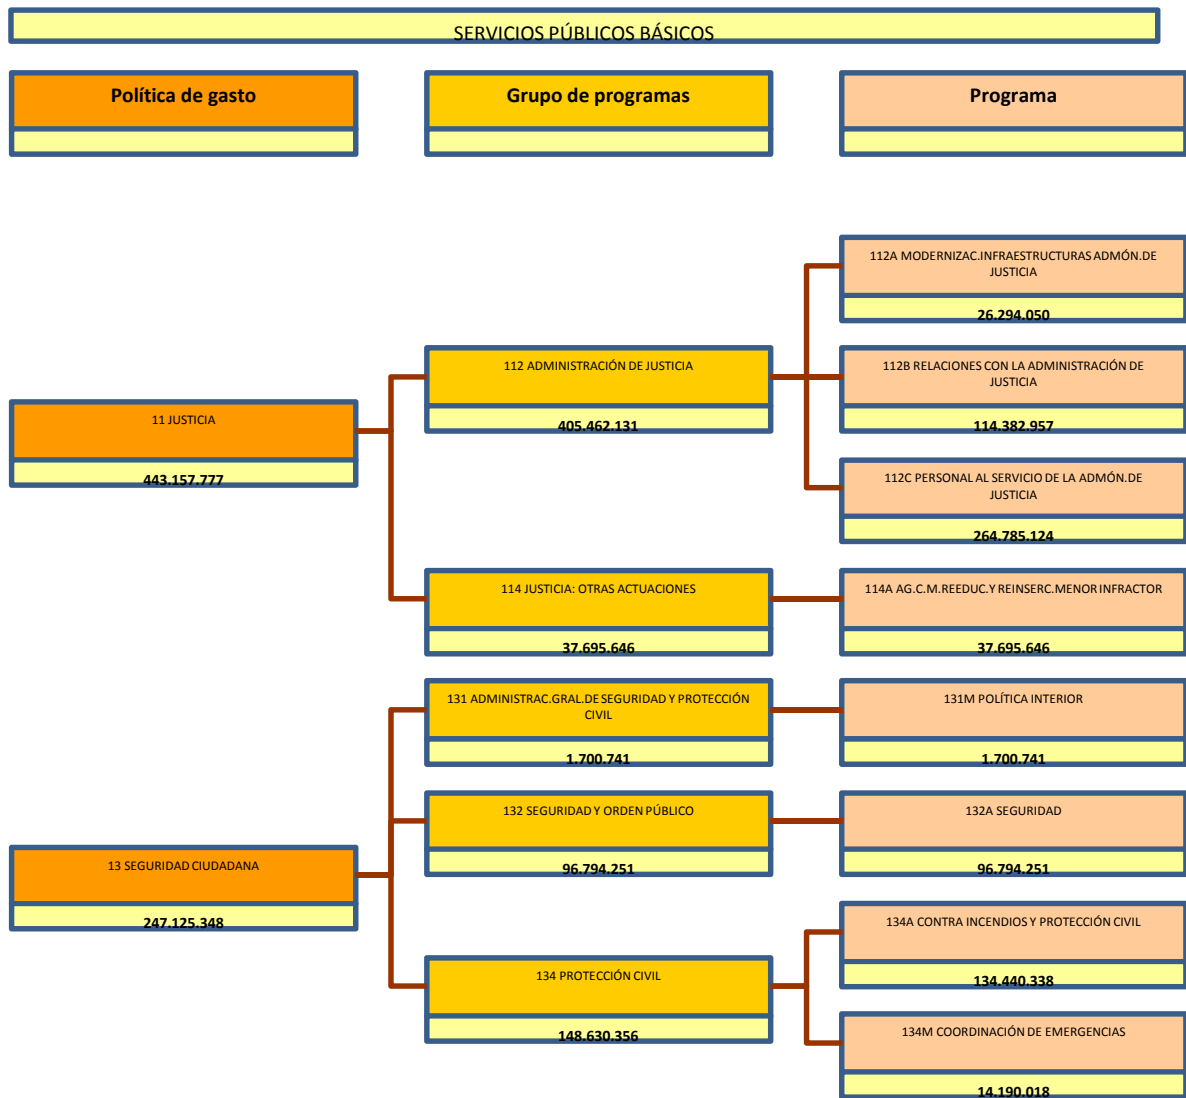 SERVICIOS PÚBLICOS BÁSICOS
Política de gasto
Grupo de programas
Programa
112A MODERNIZAC.INFRAESTRUCTURAS ADMÓN.DE
JUSTICIA
26.294.050
112 ADMINISTRACIÓN DE JUSTICIA
405.462.131
112B RELACIONES CON LA ADMINISTRACIÓN DE
JUSTICIA
114.382.957
11 JUSTICIA
443.157.777
112C PERSONAL AL SERVICIO DE LA ADMÓN.DE
JUSTICIA
264.785.124
114 JUSTICIA: OTRAS ACTUACIONES
37.695.646
114A AG.C.M.REEDUC.Y REINSERC.MENOR INFRACTOR
37.695.646
131 ADMINISTRAC.GRAL.DE SEGURIDAD Y PROTECCIÓN
CIVIL
1.700.741
131M POLÍTICA INTERIOR
1.700.741
132 SEGURIDAD Y ORDEN PÚBLICO
96.794.251
132A SEGURIDAD
96.794.251
13 SEGURIDAD CIUDADANA
247.125.348
134A CONTRA INCENDIOS Y PROTECCIÓN CIVIL
134.440.338
134 PROTECCIÓN CIVIL
148.630.356
134M COORDINACIÓN DE EMERGENCIAS
14.190.018